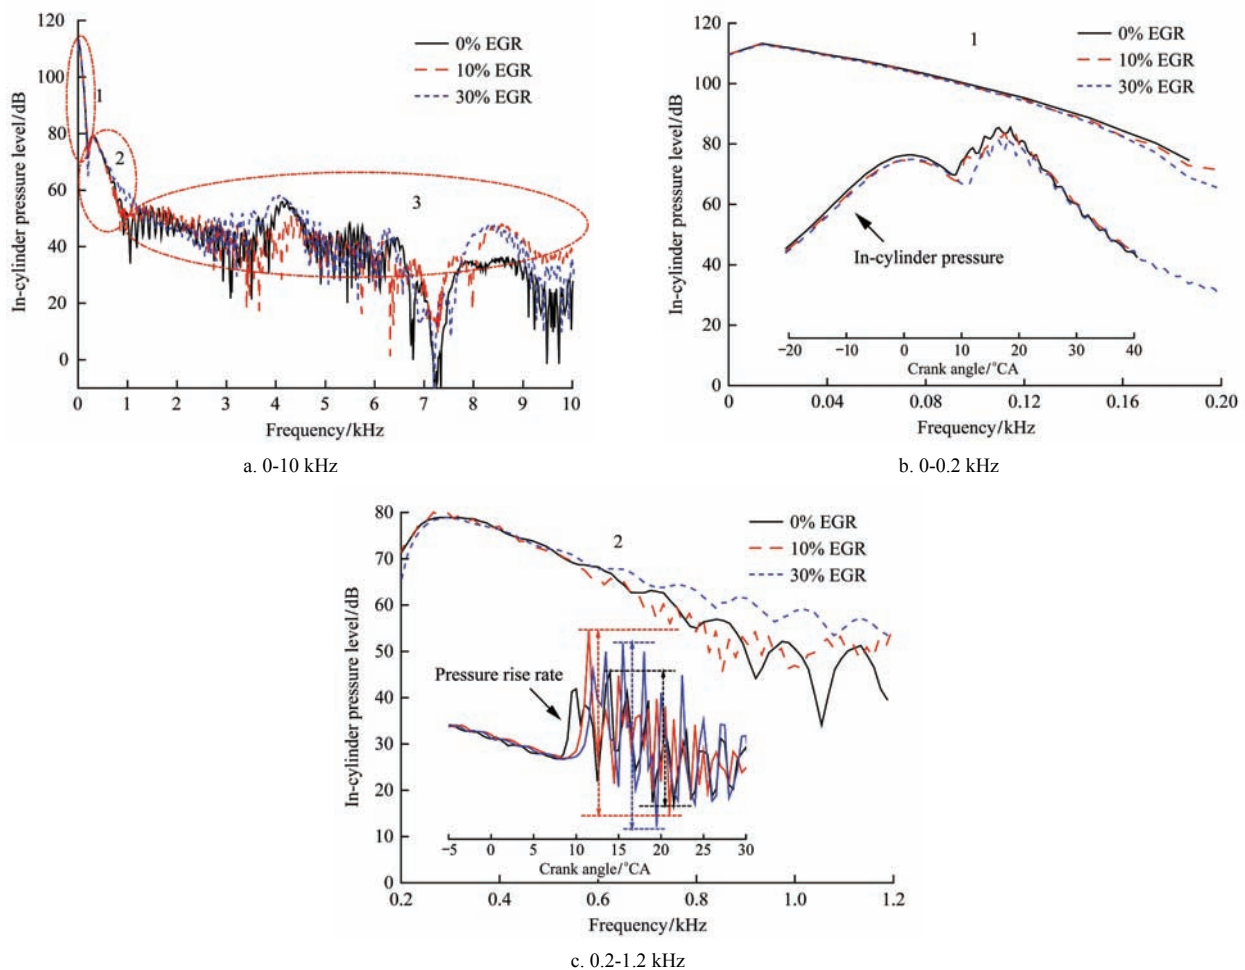 120
100
80
60
40
20
0
In-cylinder pressure level/dB
0% EGR
10% EGR
30% EGR
1
2
3
0 1 2 3 4 5 6 7 8 9 10
Frequency/kHz
a. 0-10 kHz
120
100
80
60
40
20
0
In-cylinder pressure level/dB
1
0% EGR
10% EGR
30% EGR
In-cylinder pressure
−20 −10 0 10 20 30 40
Crank angle/°CA
0 0.04 0.08 0.12 0.16 0.20
Frequency/kHz
b. 0-0.2 kHz
80
70
60
50
40
30
20
10
0
In-cylinder pressure level/dB
2
0% EGR
10% EGR
30% EGR
Pressure rise rate
−5 0 5 10 15 20 25 30
Crank angle/°CA
0.2 0.4 0.6 0.8 1.0 1.2
Frequency/kHz
c. 0.2-1.2 kHz